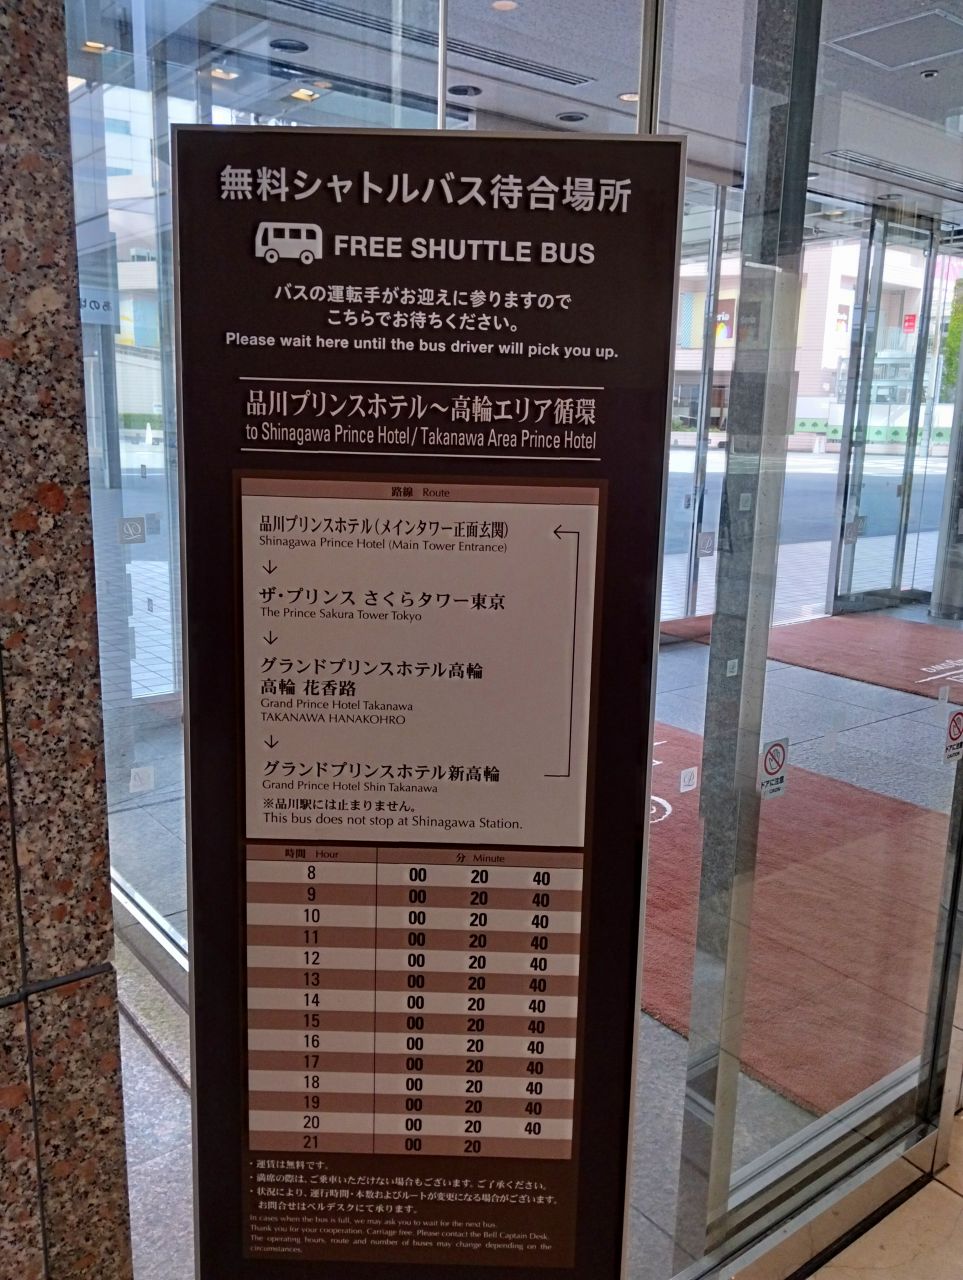 無料シャトルバス待合場所
FREE SHUTTLE BUS
バスの運転手がお迎えに参りますので
こちらでお待ちください。
Please wait here until the bus driver will pick you up.
品川プリンスホテル～高輪エリア循環
to Shinagawa Prince Hotel/Takanawa Area Prince Hotel
路線 Route
品川プリンスホテル(メインタワー正面玄関)
Shinagawa Prince Hotel (Main Tower Entrance)
↓
ザ・プリンス さくらタワー東京
The Prince Sakura Tower Tokyo
↓
グランドプリンスホテル高輪
高輪 花香路
Grand Prince Hotel Takanawa
TAKANAWA HANAKOHRO
↓
グランドプリンスホテル新高輪
Grand Prince Hotel Shin Takanawa
※品川駅には止まりません。
This bus does not stop at Shinagawa Station.
時間 Hour 分 Minute
8 00 20 40
9 00 20 40
10 00 20 40
11 00 20 40
12 00 20 40
13 00 20 40
14 00 20 40
15 00 20 40
16 00 20 40
17 00 20 40
18 00 20 40
19 00 20 40
20 00 20 40
21 00 20
・運賃は無料です。
・満席の際は、ご乗車いただけない場合もございます。ご了承ください。
・状況により、運行時間・本数およびルートが変更になる場合がございます。
お問合せはベルデスクにて承ります。
In cases when the bus is full, we may ask you to wait for the next bus.
Thank you for your cooperation. Carriage free. Please contact the Bell Captain Desk.
The operating hours, route and number of buses may change depending on the
circumstances.
ドアに注意
ドアに注意